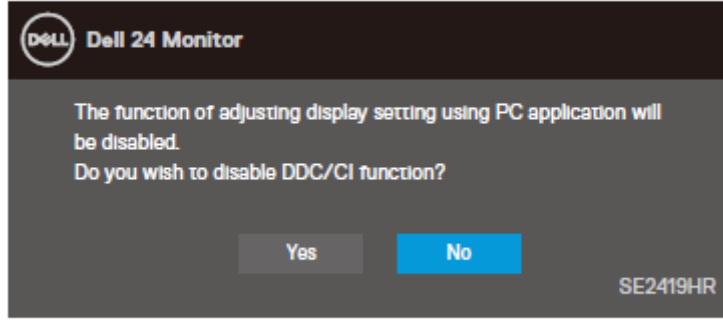 DELL Dell 24 Monitor
The function of adjusting display setting using PC application will
be disabled.
Do you wish to disable DDC/CI function?
Yes No
SE2419HR